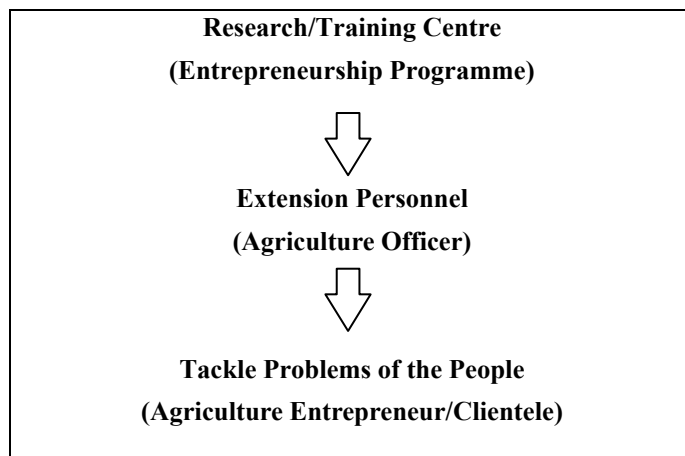 Research/Training Centre
(Entrepreneurship Programme)
Extension Personnel
(Agriculture Officer)
Tackle Problems of the People
(Agriculture Entrepreneur/Clientele)